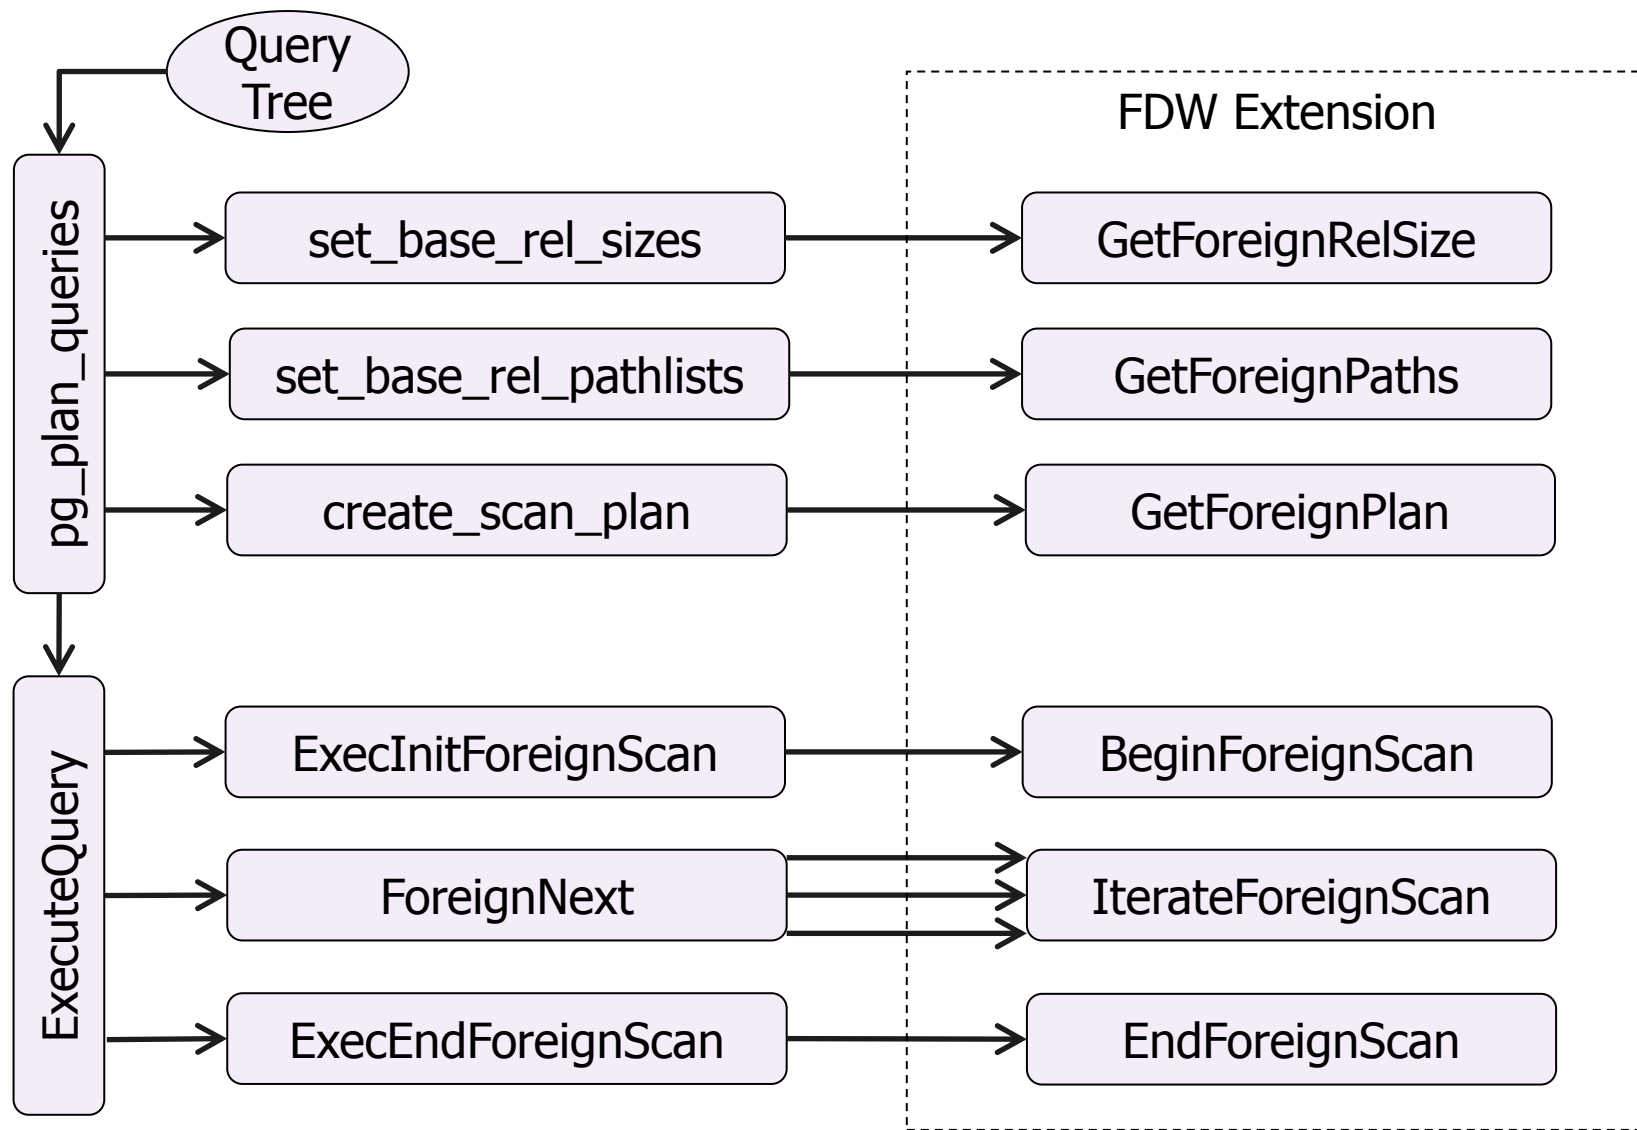 Query
Tree
FDW Extension
pg_plan_queries
set_base_rel_sizes
GetForeignRelSize
set_base_rel_pathlists
GetForeignPaths
create_scan_plan
GetForeignPlan
ExecuteQuery
ExecInitForeignScan
BeginForeignScan
ForeignNext
IterateForeignScan
ExecEndForeignScan
EndForeignScan